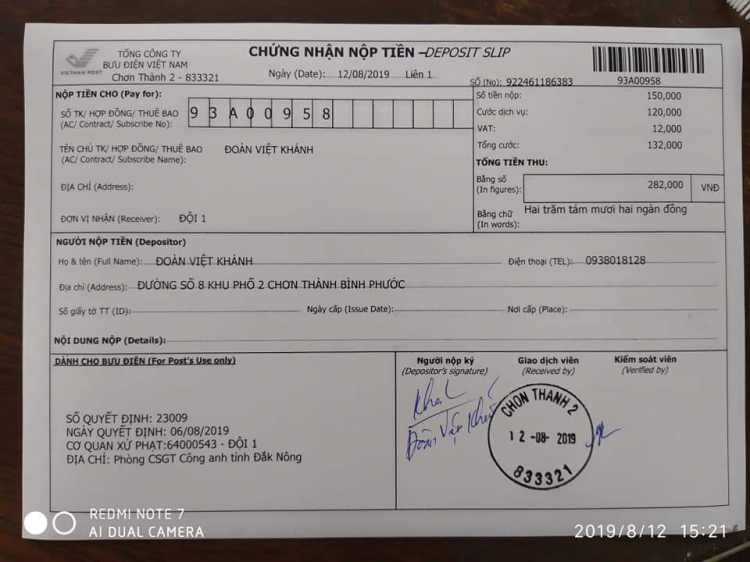 TỔNG CÔNG TY
BƯU ĐIỆN VIỆT NAM
VIETNAM POST
Chơn Thành 2 - 833321
CHỨNG NHẬN NỘP TIỀN –DEPOSIT SLIP
Ngày (Date): 12/08/2019 Liên 1
SỐ (No): 922461186383 93A00958
NỘP TIỀN CHO (Pay for):
SỐ TK/ HỢP ĐỒNG/ THUÊ BAO
(AC/ Contract/ Subscribe No):
9 3 A 0 0 9 5 8
TÊN CHỦ TK/ HỢP ĐỒNG/ THUÊ BAO
(AC/ Contract/ Subscribe Name):
ĐOÀN VIỆT KHÁNH
ĐỊA CHỈ (Address):
ĐƠN VỊ NHẬN (Receiver): ĐỘI 1
Số tiền nộp: 150,000
Cước dịch vụ: 120,000
VAT: 12,000
Tổng cước: 132,000
TỔNG TIỀN THU:
Bằng số
(In figures): 282,000 VNĐ
Bằng chữ
(In words): Hai trăm tám mươi hai ngàn đồng
NGƯỜI NỘP TIỀN (Depositor)
Họ & tên (Full Name): ĐOÀN VIỆT KHÁNH Điện thoại (TEL): 0938018128
Địa chỉ (Address): ĐƯỜNG SỐ 8 KHU PHỐ 2 CHƠN THÀNH BÌNH PHƯỚC
Số giấy tờ TT (ID): Ngày cấp (Issue Date): Nơi cấp (Place):
NỘI DUNG NỘP (Details):
DÀNH CHO BƯU ĐIỆN (For Post's Use only)
SỐ QUYẾT ĐỊNH: 23009
NGÀY QUYẾT ĐỊNH: 06/08/2019
CƠ QUAN XỬ PHẠT:64000543 - ĐỘI 1
ĐỊA CHỈ: Phòng CSGT Công an tỉnh Đắk Nông
Người nộp ký Giao dịch viên Kiểm soát viên
(Depositor's signature) (Received by) (Verified by)
CHON THANH 2
12 -08- 2019
833321
REDMI NOTE 7
AI DUAL CAMERA
2019/8/12 15:21